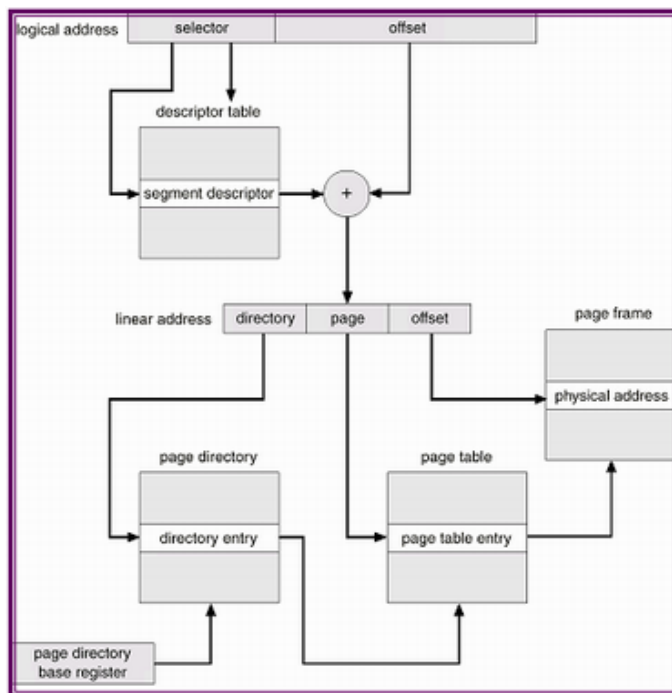 logical address
selector
offset
descriptor table
segment descriptor
+
linear address
directory
page
offset
page frame
physical address
page directory
page table
directory entry
page table entry
page directory
base register